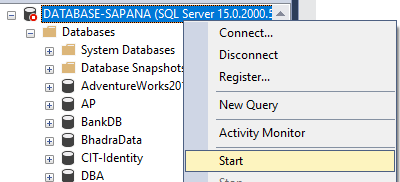 DATABASE-SAPANA (SQL Server 15.0.2000.5
Databases
System Databases
Database Snapshots
AdventureWorks201
AP
BankDB
BhadraData
CIT-Identity
DBA
Connect...
Disconnect
Register...
New Query
Activity Monitor
Start
Stop